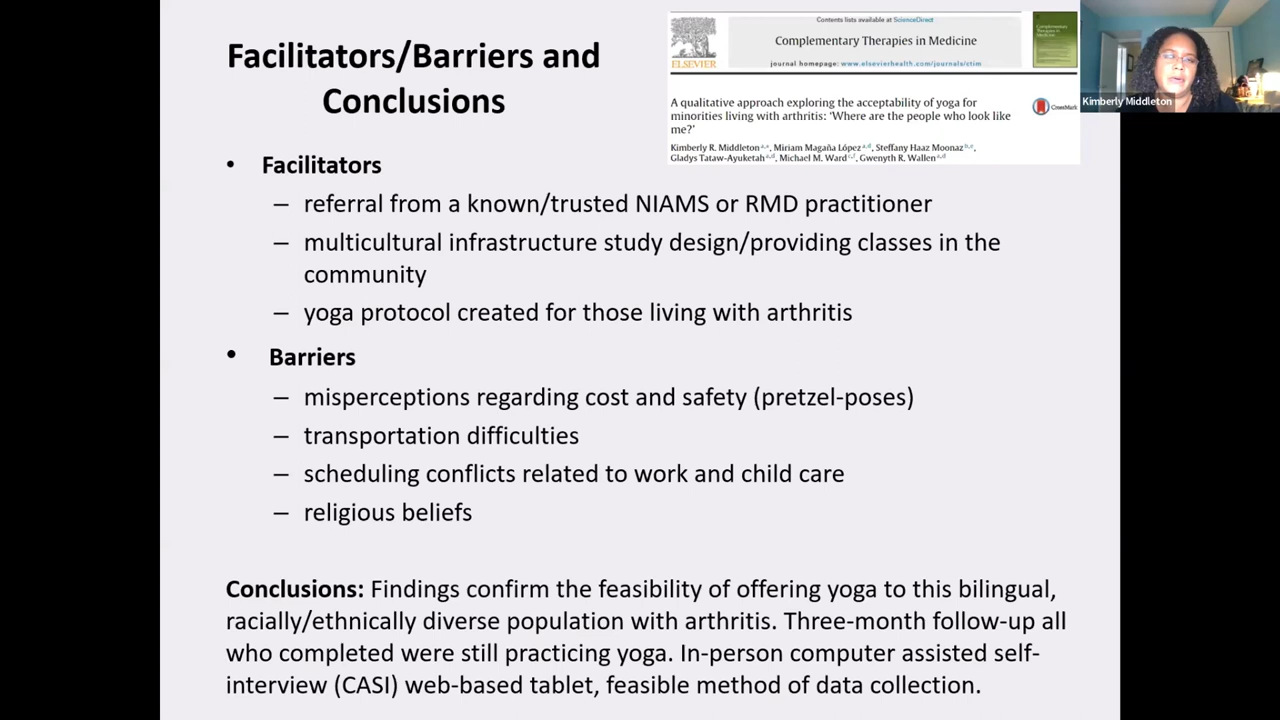 Facilitators/Barriers and
Conclusions
Contents lists available at ScienceDirect
Complementary Therapies in Medicine
journal homepage: www.elsevierhealth.com/journals/ctim
ELSEVIER
A qualitative approach exploring the acceptability of yoga for
minorities living with arthritis: ‘Where are the people who look like
me?’
CrossMark
Kimberly R. Middleton, Miriam Magaña López, Steffany Haaz Moonaz,
Gladys Tataw-Ayuketah, Michael M. Ward, Gwenyth R. Wallen
Kimberly Middleton
• Facilitators
– referral from a known/trusted NIAMS or RMD practitioner
– multicultural infrastructure study design/providing classes in the
community
– yoga protocol created for those living with arthritis
• Barriers
– misperceptions regarding cost and safety (pretzel-poses)
– transportation difficulties
– scheduling conflicts related to work and child care
– religious beliefs
Conclusions: Findings confirm the feasibility of offering yoga to this bilingual,
racially/ethnically diverse population with arthritis. Three-month follow-up all
who completed were still practicing yoga. In-person computer assisted self-
interview (CASI) web-based tablet, feasible method of data collection.